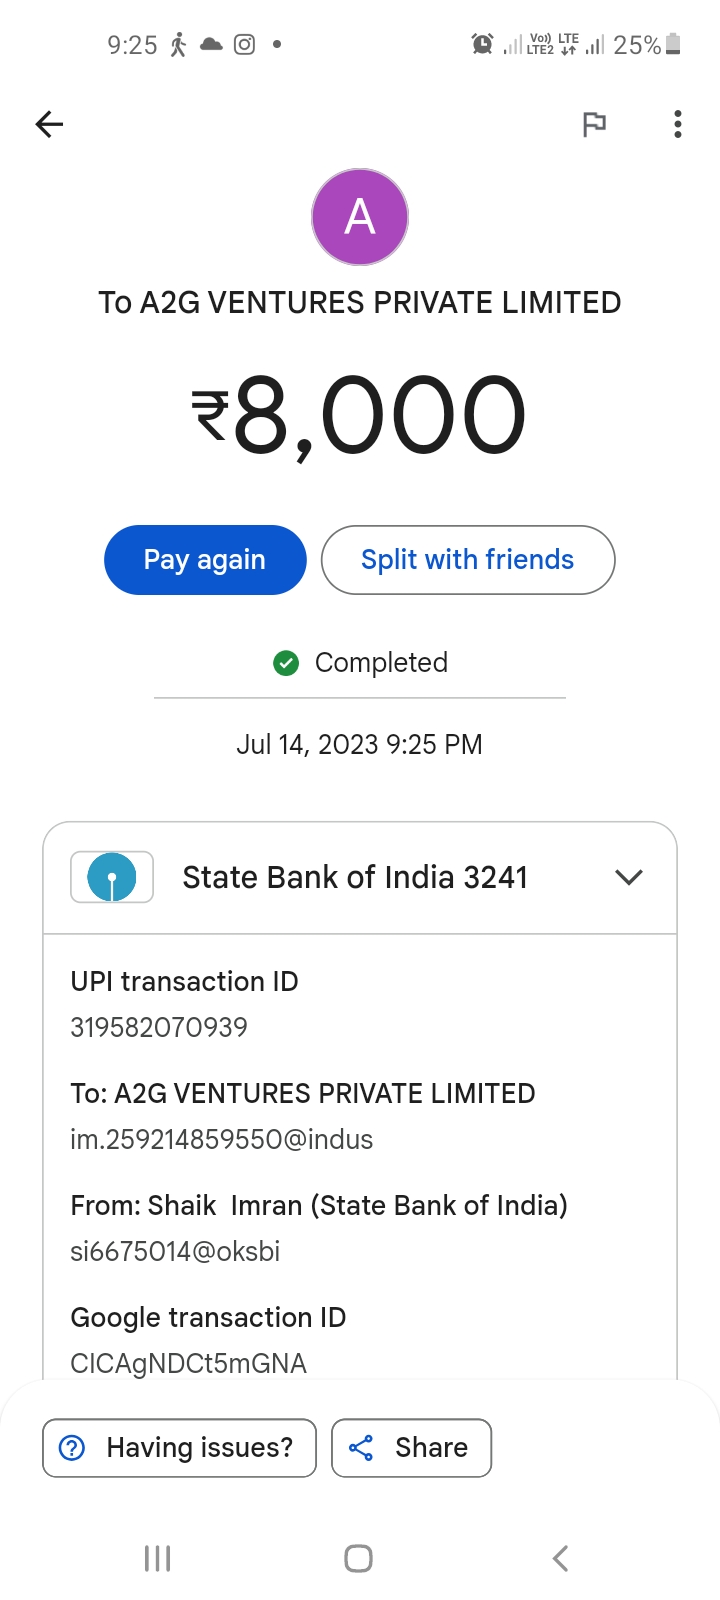 9:25
Vo)) LTE
LTE2
25%
A
To A2G VENTURES PRIVATE LIMITED
₹8,000
Pay again
Split with friends
Completed
Jul 14, 2023 9:25 PM
State Bank of India 3241
UPI transaction ID
319582070939
To: A2G VENTURES PRIVATE LIMITED
im.259214859550@indus
From: Shaik  Imran (State Bank of India)
si6675014@oksbi
Google transaction ID
CICAgNDCt5mGNA
Having issues?
Share